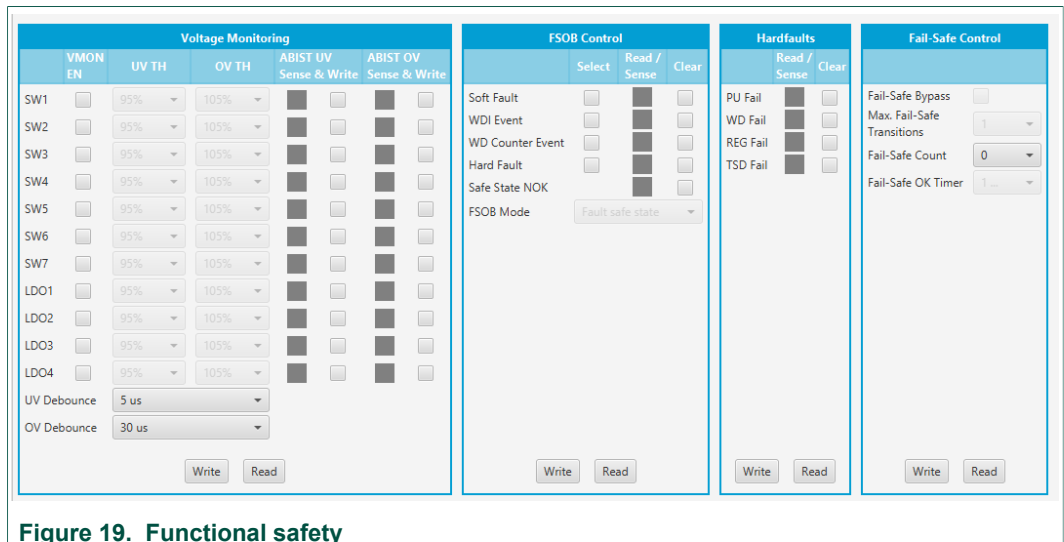 Voltage Monitoring
VMON EN UV TH OV TH ABIST UV Sense & Write ABIST OV Sense & Write
SW1 95% 105%
SW2 95% 105%
SW3 95% 105%
SW4 95% 105%
SW5 95% 105%
SW6 95% 105%
SW7 95% 105%
LDO1 95% 105%
LDO2 95% 105%
LDO3 95% 105%
LDO4 95% 105%
UV Debounce 5 us
OV Debounce 30 us
Write Read
FSOB Control
Select Read / Sense Clear
Soft Fault
WDI Event
WD Counter Event
Hard Fault
Safe State NOK
FSOB Mode Fault safe state
Write Read
Hardfaults
Read / Sense Clear
PU Fail
WD Fail
REG Fail
TSD Fail
Write Read
Fail-Safe Control
Fail-Safe Bypass
Max. Fail-Safe
Transitions 1
Fail-Safe Count 0
Fail-Safe OK Timer 1 ...
Write Read
Figure 19. Functional safety